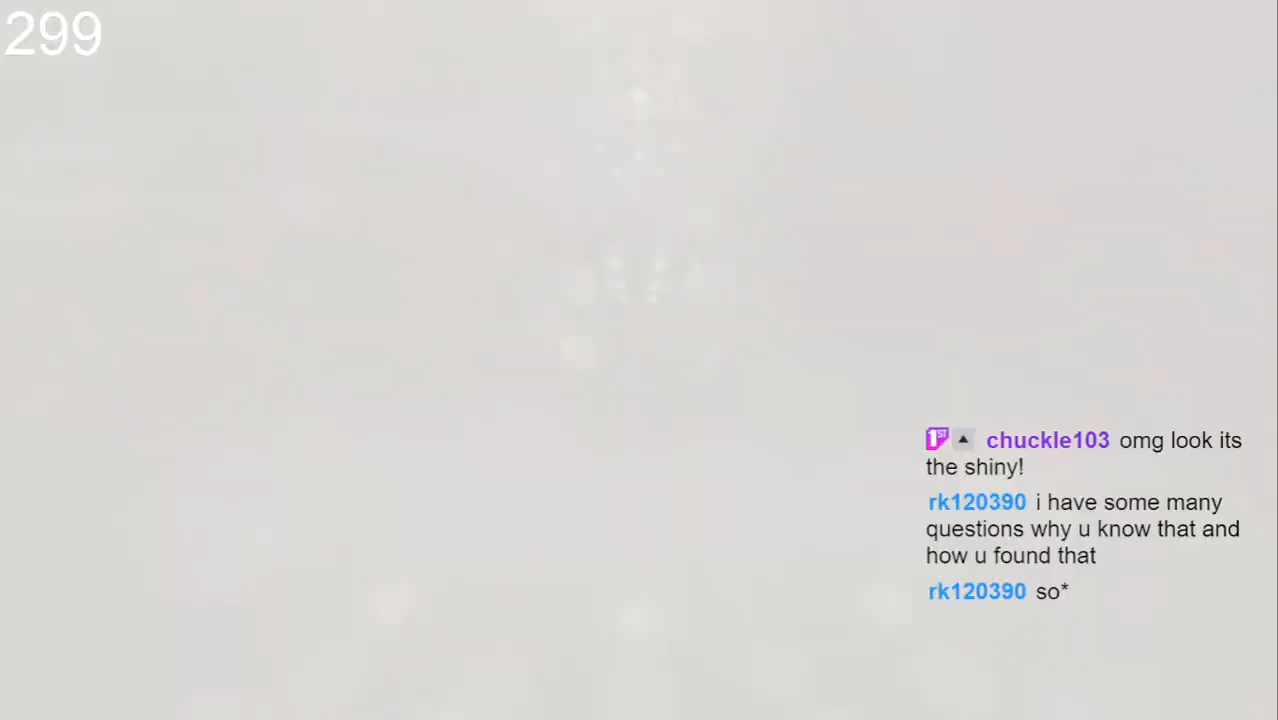 299
1ST chuckle103 omg look its
the shiny!
rk120390 i have some many
questions why u know that and
how u found that
rk120390 so*